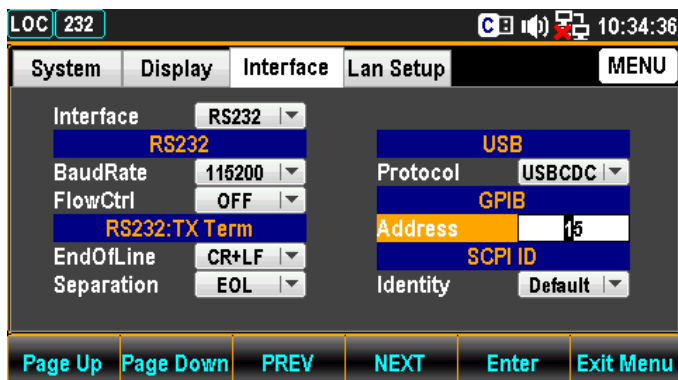 LOC 232 C 10:34:36
System Display Interface Lan Setup MENU
Interface RS232
RS232 USB
BaudRate 115200 Protocol USBCDC
FlowCtrl OFF GPIB
RS232:TX Term Address 15
EndOfLine CR+LF SCPI ID
Separation EOL Identity Default
Page Up Page Down PREV NEXT Enter Exit Menu